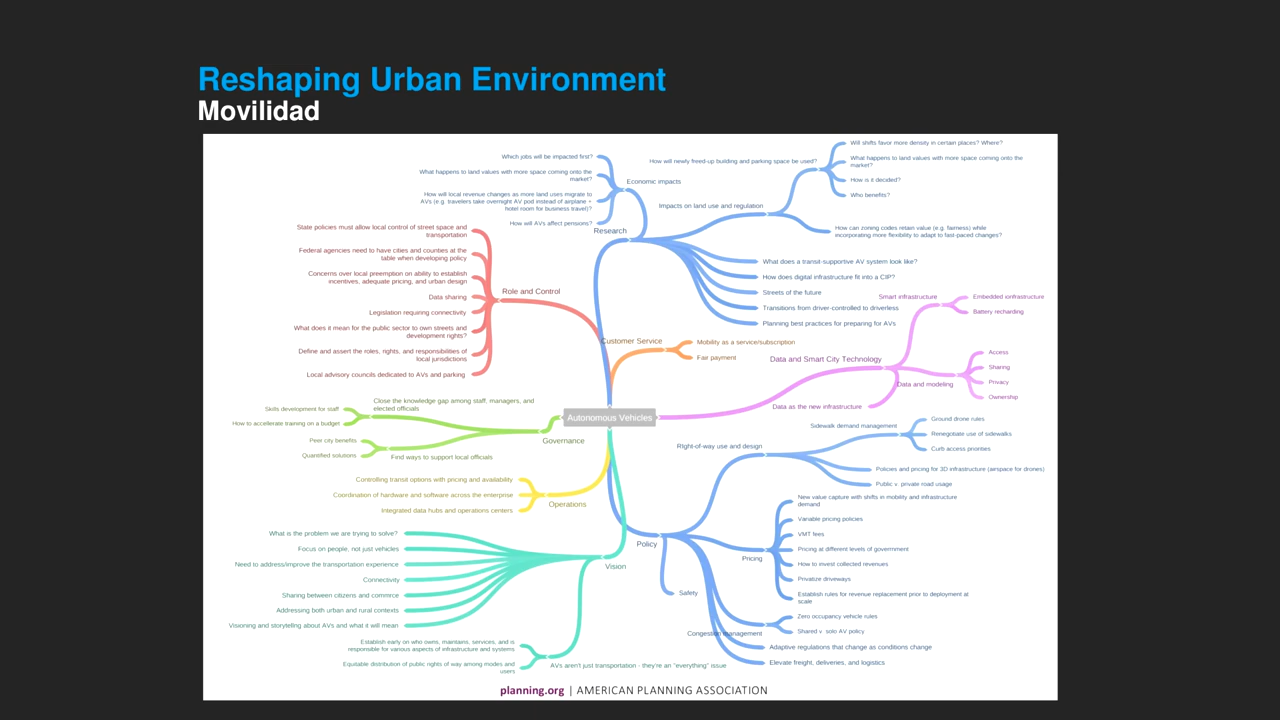 Reshaping Urban Environment
Movilidad
Which jobs will be impacted first?
What happens to land values with more space coming onto the
market?
How will local revenue changes as more land uses migrate to
AVs (e.g. travelers take overnight AV pod instead of airplane +
hotel room for business travel)?
How will AVs affect pensions?
Economic impacts
Research
How will newly freed-up building and parking space be used?
Will shifts favor more density in certain places? Where?
What happens to land values with more space coming onto the
market?
How is it decided?
Who benefits?
Impacts on land use and regulation
How can zoning codes retain value (e.g. fairness) while
incorporating more flexibility to adapt to fast-paced changes?
What does a transit-supportive AV system look like?
How does digital infrastructure fit into a CIP?
Streets of the future
Transitions from driver-controlled to driverless
Planning best practices for preparing for AVs
State policies must allow local control of street space and
transportation
Federal agencies need to have cities and counties at the
table when developing policy
Concerns over local preemption on ability to establish
incentives, adequate pricing, and urban design
Data sharing
Legislation requiring connectivity
What does it mean for the public sector to own streets and
development rights?
Define and assert the roles, rights, and responsibilities of
local jurisdictions
Local advisory councils dedicated to AVs and parking
Role and Control
Customer Service
Mobility as a service/subscription
Fair payment
Smart infrastructure
Embedded iinfrastructure
Battery recharding
Data and Smart City Technology
Data and modeling
Access
Sharing
Privacy
Ownership
Data as the new infrastructure
Autonomous Vehicles
Close the knowledge gap among staff, managers, and
elected officials
Skills development for staff
How to accellerate training on a budget
Peer city benefits
Quantified solutions
Find ways to support local officials
Governance
Controlling transit options with pricing and availability
Coordination of hardware and software across the enterprise
Integrated data hubs and operations centers
Operations
What is the problem we are trying to solve?
Focus on people, not just vehicles
Need to address/improve the transportation experience
Connectivity
Sharing between citizens and commrce
Addressing both urban and rural contexts
Visioning and storytellng about AVs and what it will mean
Vision
Establish early on who owns, maintains, services, and is
responsible for various aspects of infrastructure and systems
Equitable distribution of public rights of way among modes and
users
AVs aren't just transportation - they're an "everything" issue
RIght-of-way use and design
Sidewalk demand management
Ground drone rules
Renegotiate use of sidewalks
Curb access priorities
Policies and pricing for 3D infrastructure (airspace for drones)
Public v. private road usage
Policy
Pricing
New value capture with shifts in mobility and infrastructure
demand
Variable pricing policies
VMT fees
Pricing at different levels of government
How to invest collected revenues
Privatize driveways
Establish rules for revenue replacement prior to deployment at
scale
Safety
Congestion management
Zero occupancy vehicle rules
Shared v. solo AV policy
Adaptive regulations that change as conditions change
Elevate freight, deliveries, and logistics
planning.org | AMERICAN PLANNING ASSOCIATION